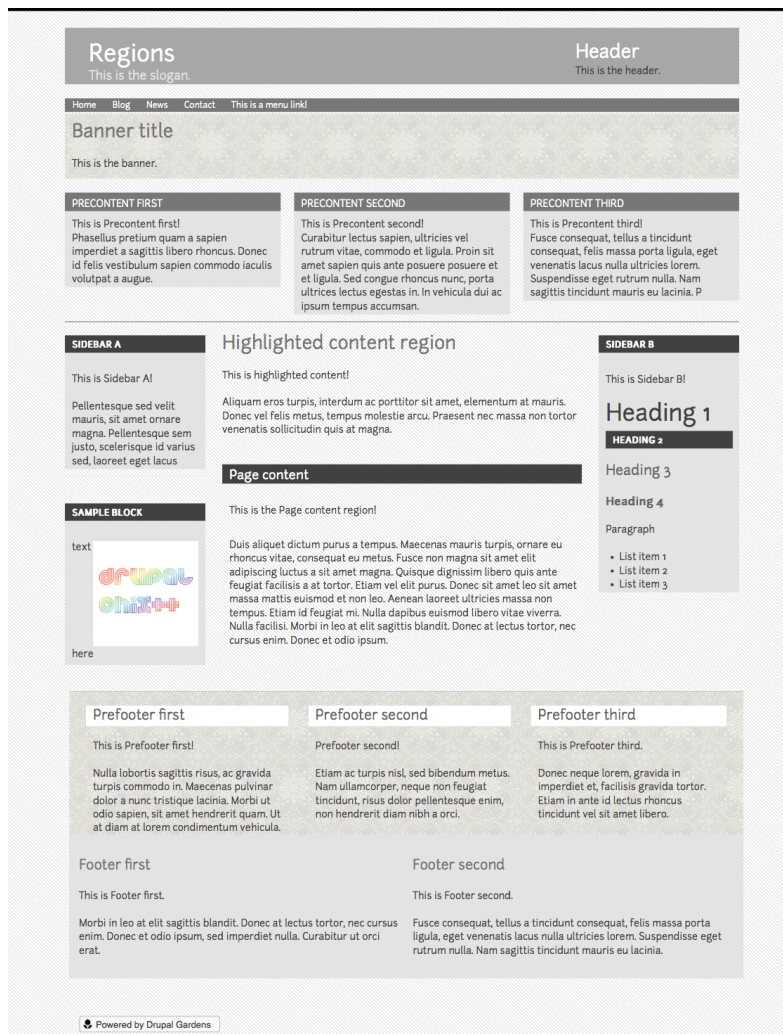 Regions
This is the slogan.
Header
This is the header.
Home Blog News Contact This is a menu link!
Banner title
This is the banner.
PRECONTENT FIRST
This is Precontent first!
Phasellus pretium quam a sapien
imperdiet a sagittis libero rhoncus. Donec
id felis vestibulum sapien commodo iaculis
volutpat a augue.
PRECONTENT SECOND
This is Precontent second!
Curabitur lectus sapien, ultricies vel
rutrum vitae, commodo et ligula. Proin sit
amet sapien quis ante posuere posuere et
et ligula. Sed congue rhoncus nunc, porta
ultrices lectus egestas in. In vehicula dui ac
ipsum tempus accumsan.
PRECONTENT THIRD
This is Precontent third!
Fusce consequat, tellus a tincidunt
consequat, felis massa porta ligula, eget
venenatis lacus nulla ultricies lorem.
Suspendisse eget rutrum nulla. Nam
sagittis tincidunt mauris eu lacinia. P
SIDEBAR A
This is Sidebar A!
Pellentesque sed velit
mauris, sit amet ornare
magna. Pellentesque sem
justo, scelerisque id varius
sed, laoreet eget lacus
SAMPLE BLOCK
text
drupal
chix++
here
Highlighted content region
This is highlighted content!
Aliquam eros turpis, interdum ac porttitor sit amet, elementum at mauris.
Donec vel felis metus, tempus molestie arcu. Praesent nec massa non tortor
venenatis sollicitudin quis at magna.
Page content
This is the Page content region!
Duis aliquet dictum purus a tempus. Maecenas mauris turpis, ornare eu
rhoncus vitae, consequat eu metus. Fusce non magna sit amet elit
adipiscing luctus a sit amet magna. Quisque dignissim libero quis ante
feugiat facilisis a at tortor. Etiam vel elit purus. Donec sit amet leo sit amet
massa mattis euismod et non leo. Aenean laoreet ultricies massa non
tempus. Etiam id feugiat mi. Nulla dapibus euismod libero vitae viverra.
Nulla facilisi. Morbi in leo at elit sagittis blandit. Donec at lectus tortor, nec
cursus enim. Donec et odio ipsum.
SIDEBAR B
This is Sidebar B!
Heading 1
HEADING 2
Heading 3
Heading 4
Paragraph
• List item 1
• List item 2
• List item 3
Prefooter first
This is Prefooter first!
Nulla lobortis sagittis risus, ac gravida
turpis commodo in. Maecenas pulvinar
dolor a nunc tristique lacinia. Morbi ut
odio sapien, sit amet hendrerit quam. Ut
at diam at lorem condimentum vehicula.
Prefooter second
Prefooter second!
Etiam ac turpis nisl, sed bibendum metus.
Nam ullamcorper, neque non feugiat
tincidunt, risus dolor pellentesque enim,
non hendrerit diam nibh a orci.
Prefooter third
This is Prefooter third.
Donec neque lorem, gravida in
imperdiet et, facilisis gravida tortor.
Etiam in ante id lectus rhoncus
tincidunt vel sit amet libero.
Footer first
This is Footer first.
Morbi in leo at elit sagittis blandit. Donec at lectus tortor, nec cursus
enim. Donec et odio ipsum, sed imperdiet nulla. Curabitur ut orci
erat.
Footer second
This is Footer second.
Fusce consequat, tellus a tincidunt consequat, felis massa porta
ligula, eget venenatis lacus nulla ultricies lorem. Suspendisse eget
rutrum nulla. Nam sagittis tincidunt mauris eu lacinia.
Powered by Drupal Gardens